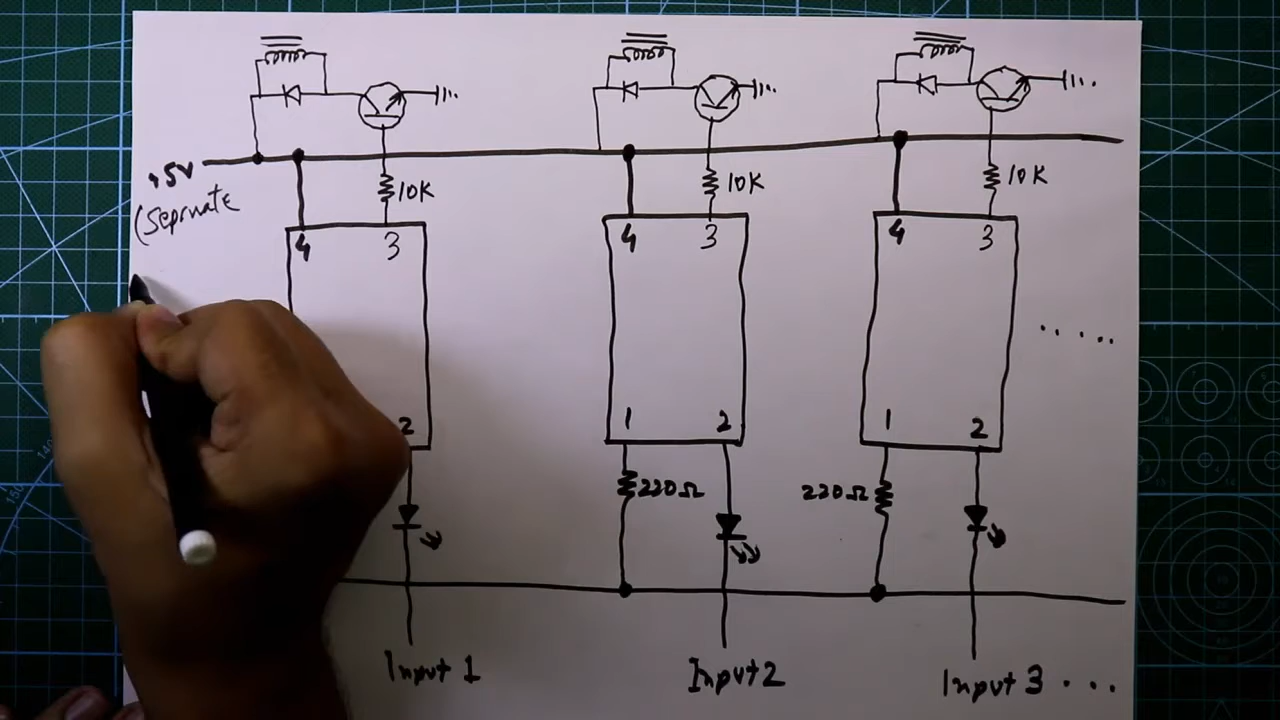 +5V
(Seprnate
10K
10K
10K
4 3
4 3
4 3
2
1 2
1 2
220Ω
220Ω
Input 1
Input 2
Input 3 ...